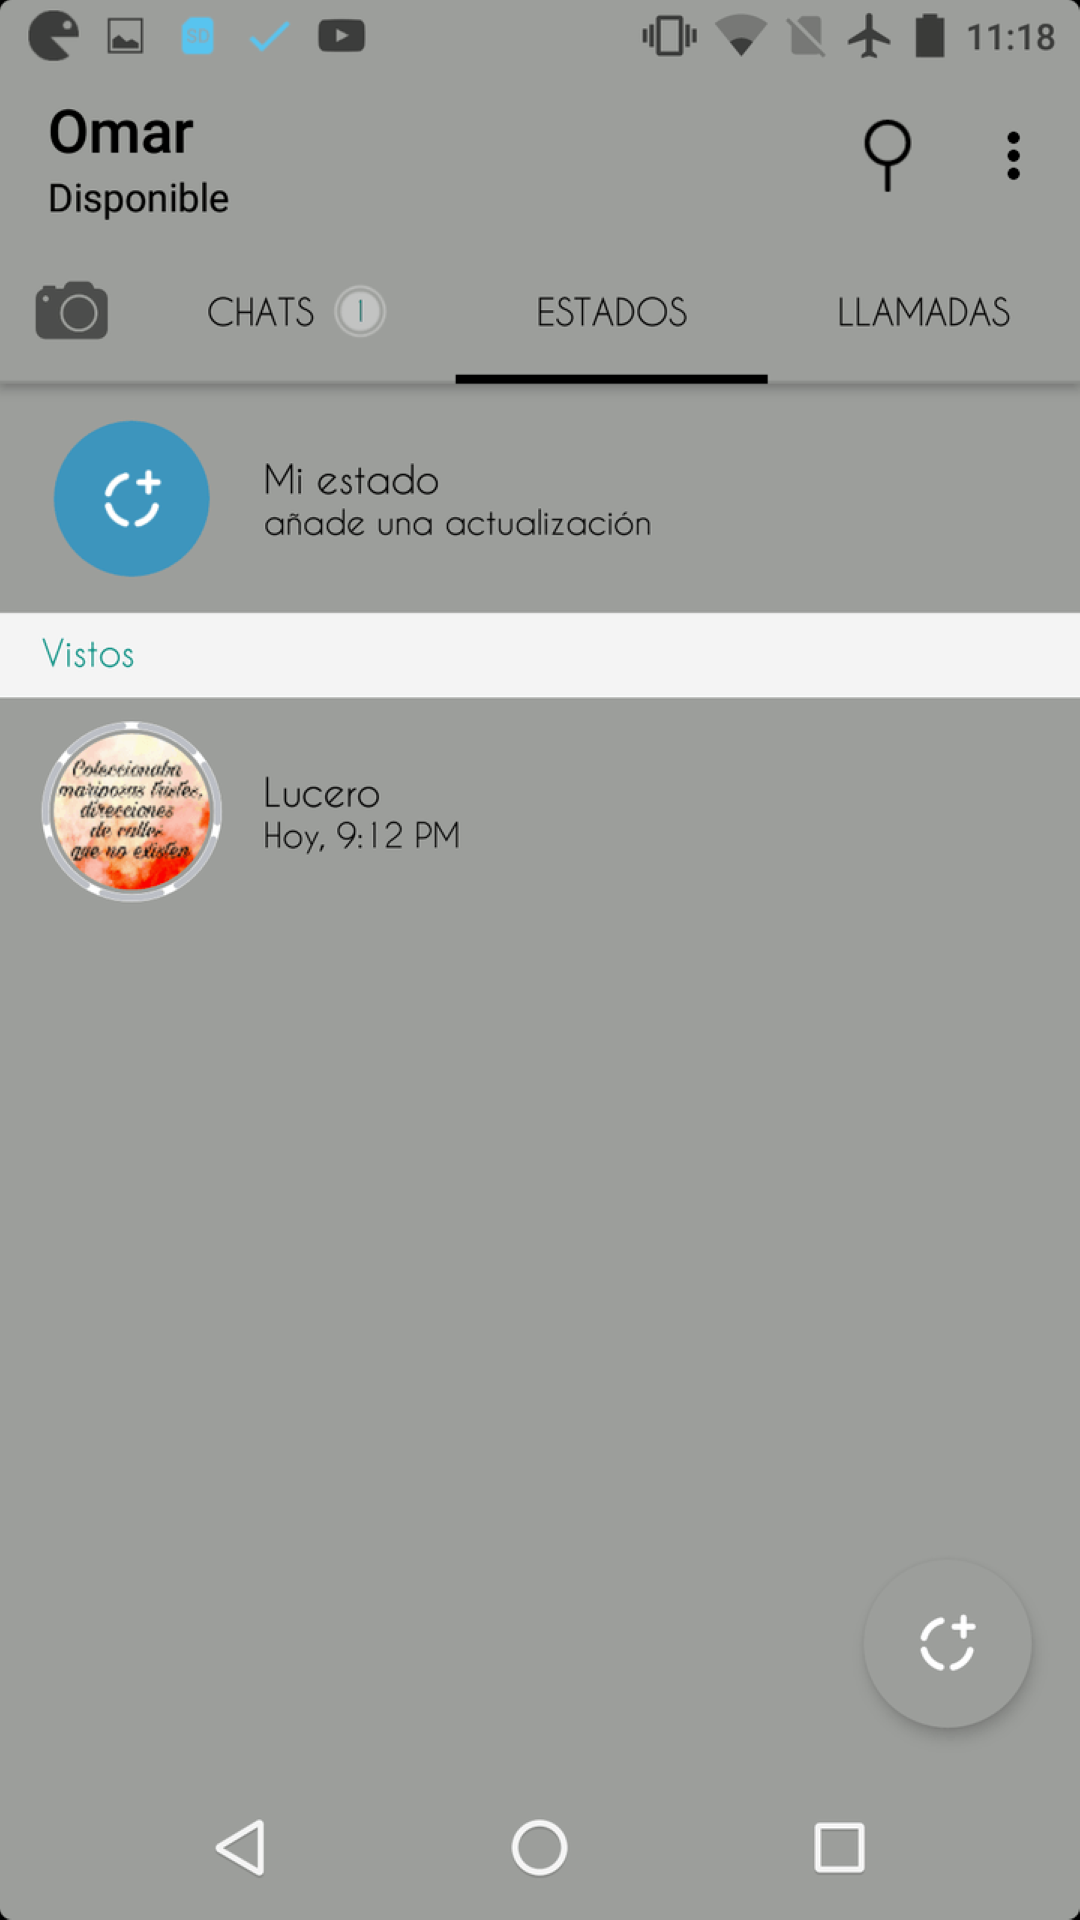 SD
11:18
Omar
Disponible
CHATS 1
ESTADOS
LLAMADAS
Mi estado
añade una actualización
Vistos
Coleccionaba
mariposas tristes,
direcciones
de calles
que no existen
Lucero
Hoy, 9:12 PM